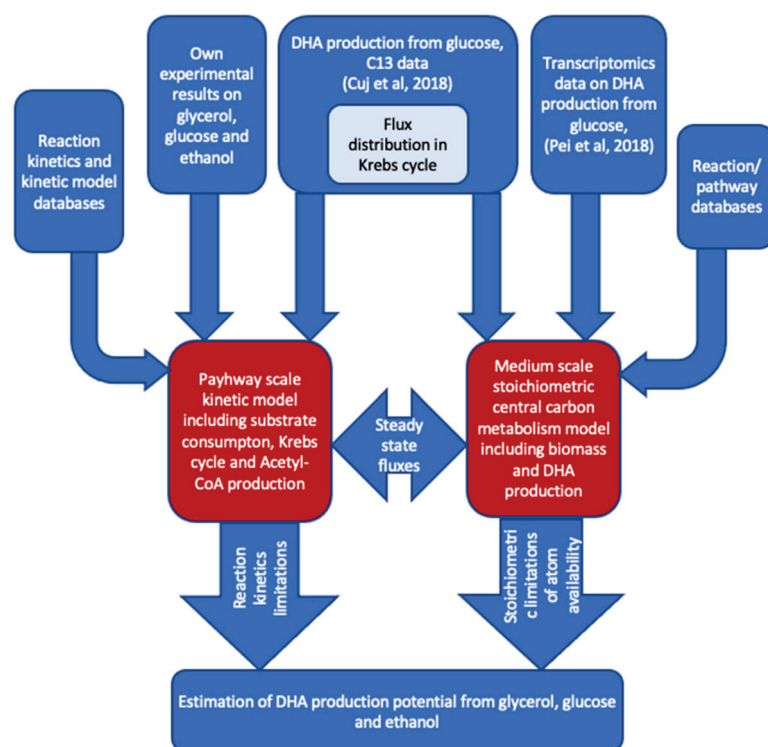 Own
experimental
results on
glycerol,
glucose and
ethanol
DHA production from glucose,
C13 data
(Cuj et al, 2018)
Flux
distribution in
Krebs cycle
Transcriptomics
data on DHA
production from
glucose,
(Pei et al, 2018)
Reaction kinetics and
kinetic model
databases
Reaction/
pathway
databases
Payhway scale
kinetic model
including substrate
consumpton, Krebs
cycle and Acetyl-
CoA production
Steady
state
fluxes
Medium scale
stoichiometric
central carbon
metabolism model
including biomass
and DHA
production
Reaction
kinetics
limitations
Stoichiometri
c limitations
of atom
availability
Estimation of DHA production potential from glycerol, glucose
and ethanol